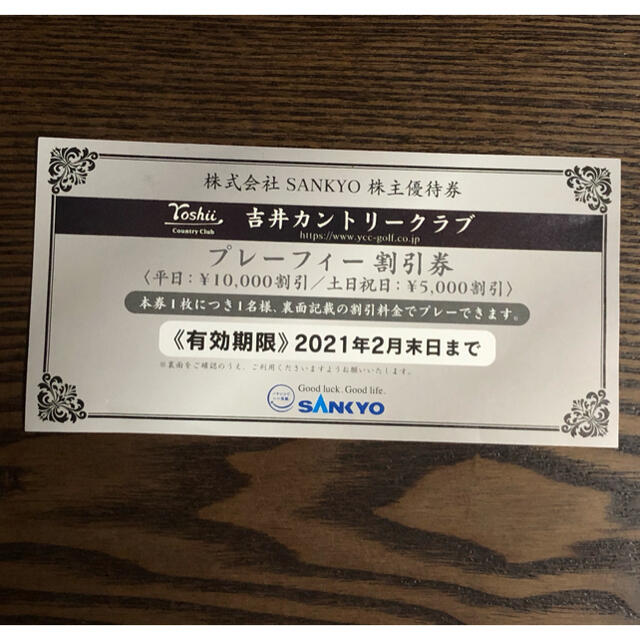 株式会社 SANKYO 株主優待券
Yoshii
Country Club
吉井カントリークラブ
https://www.ycc-golf.co.jp
プレーフィー 割引券
〈平日：¥10,000割引／土日祝日：¥5,000割引〉
本券1枚につき1名様、裏面記載の割引料金でプレーできます。
《有効期限》2021年2月末日まで
※裏面をご確認のうえ、ご利用くださいますようお願いいたします。
Good luck. Good life.
SANKYO